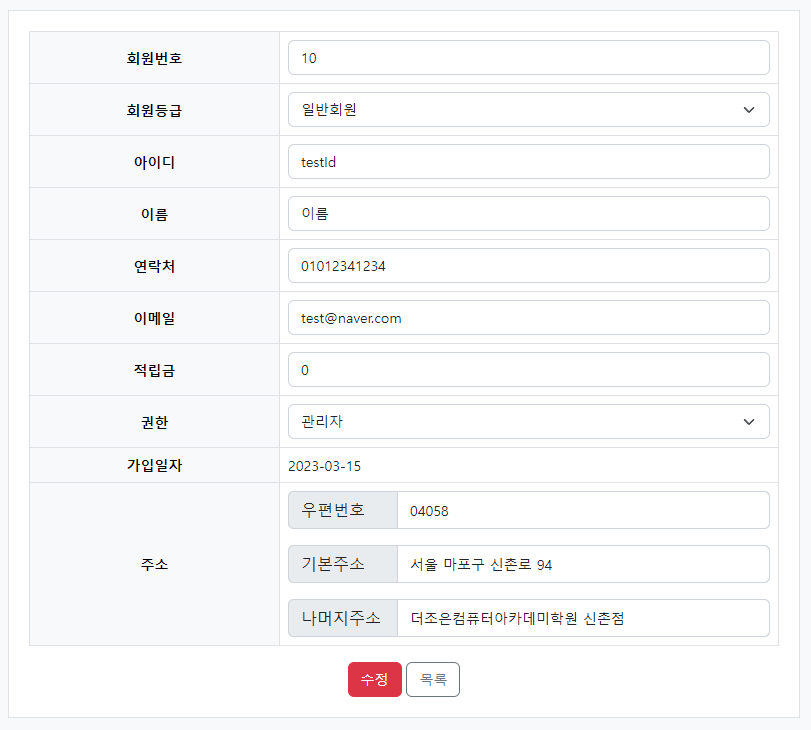 회원번호 10
회원등급 일반회원
아이디 testId
이름 이름
연락처 01012341234
이메일 test@naver.com
적립금 0
권한 관리자
가입일자 2023-03-15
주소
우편번호 04058
기본주소 서울 마포구 신촌로 94
나머지주소 더조은컴퓨터아카데미학원 신촌점
수정 목록